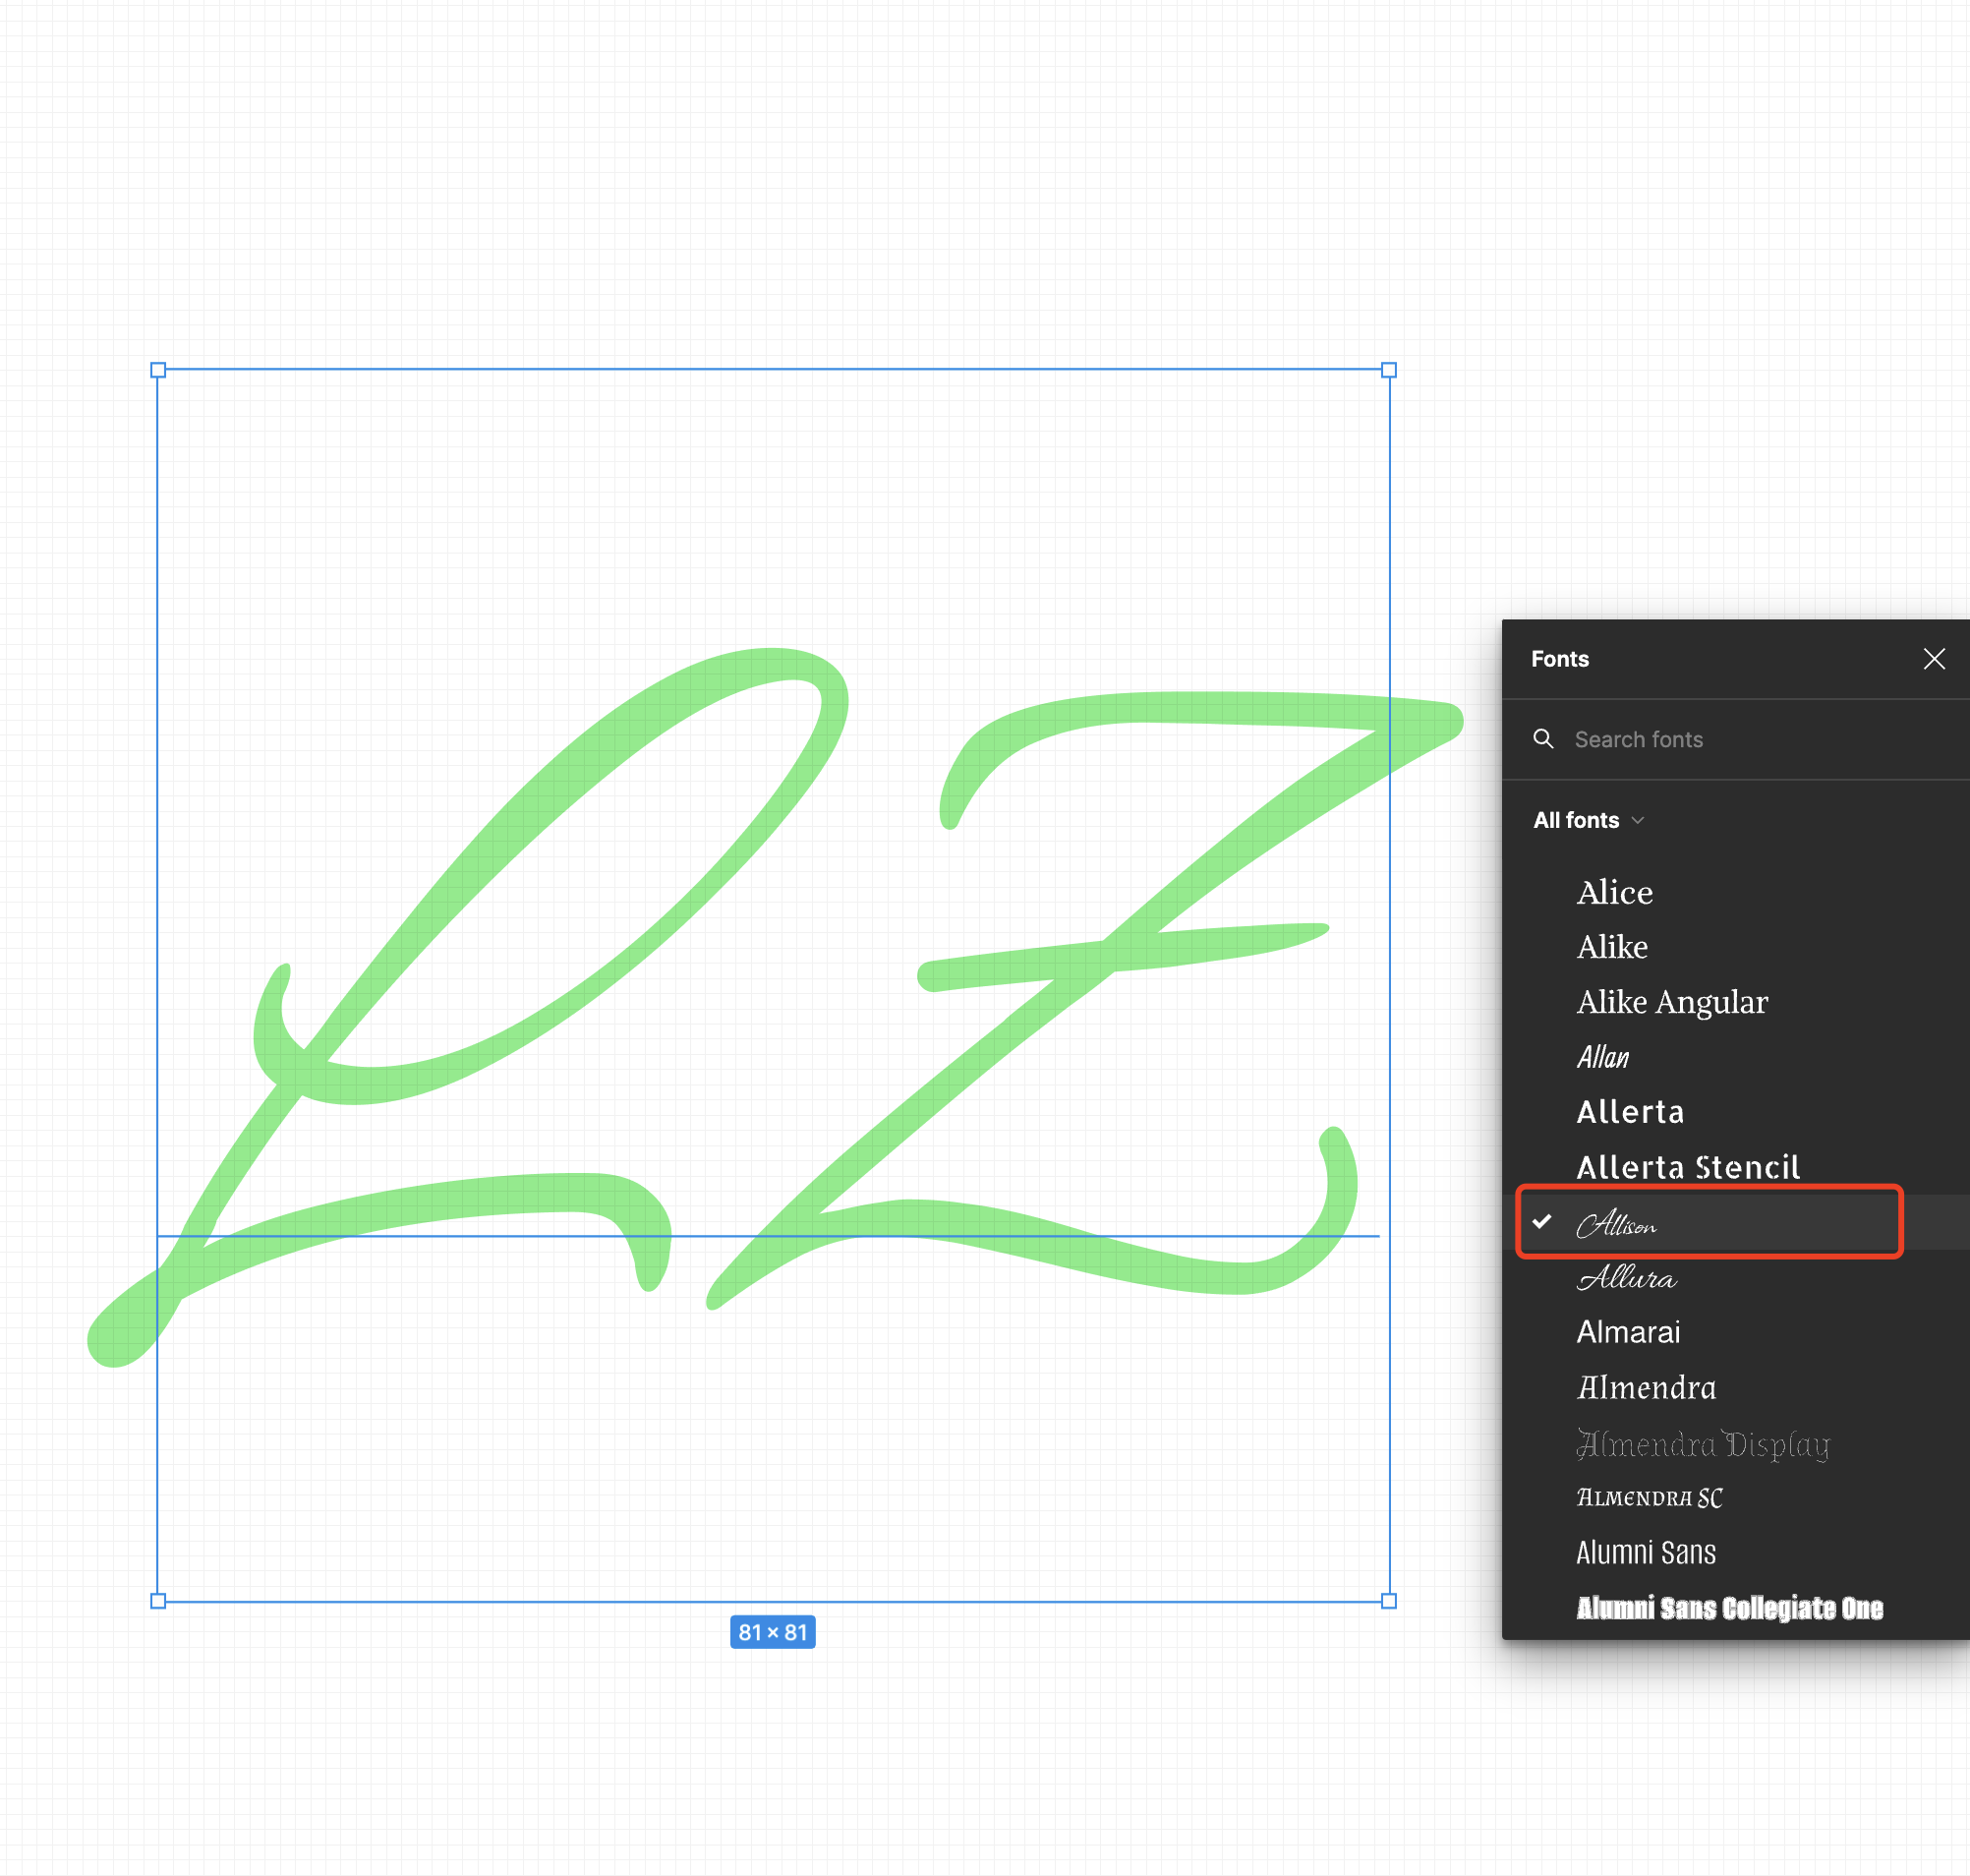 LZ
81 × 81
Fonts
Search fonts
All fonts
Alice
Alike
Alike Angular
Allan
Allerta
Allerta Stencil
Allison
Allura
Almarai
Almendra
Almendra Display
Almendra SC
Alumni Sans
Alumni Sans Collegiate One